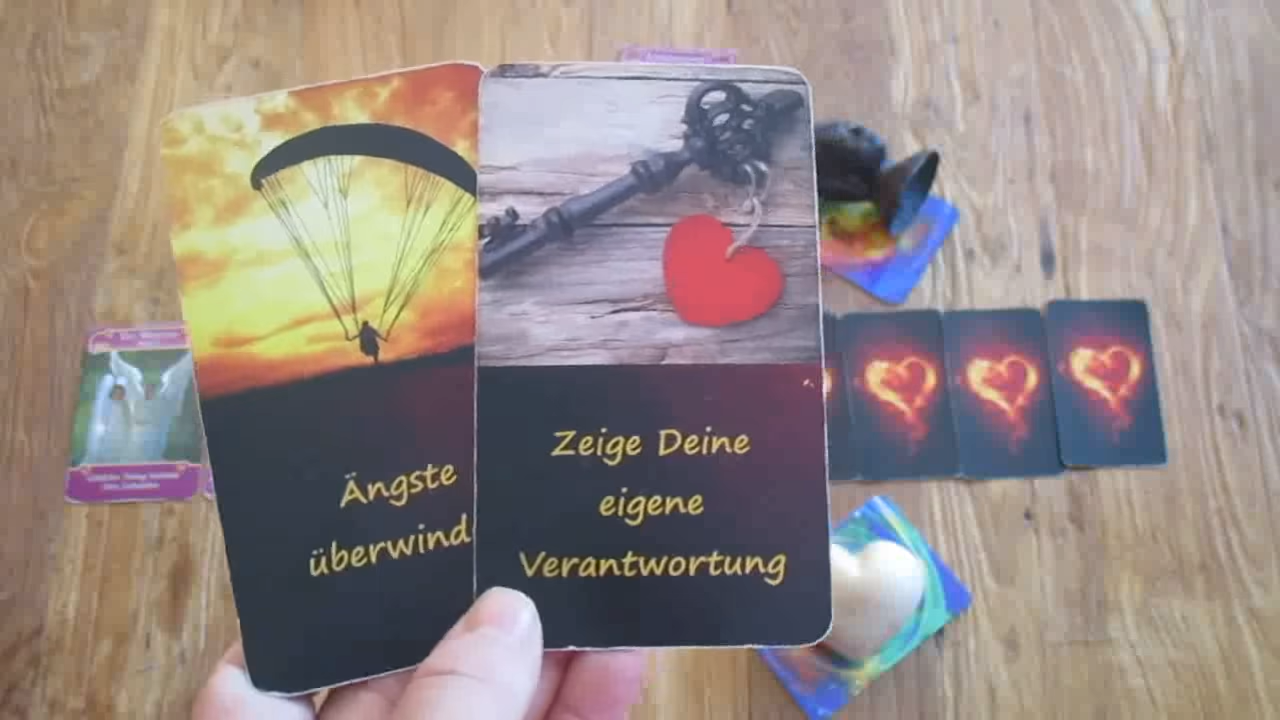 Ängste
überwind
Zeige Deine
eigene
Verantwortung